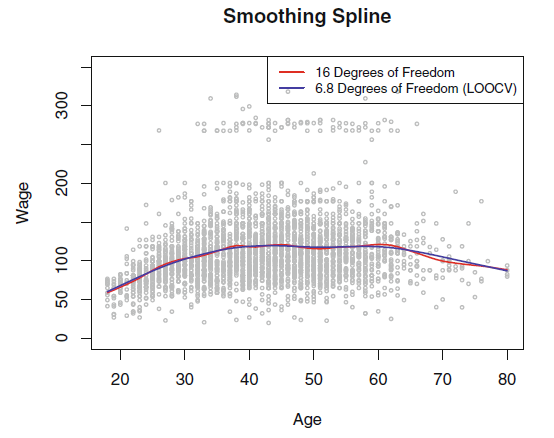 Smoothing Spline
16 Degrees of Freedom
6.8 Degrees of Freedom (LOOCV)
Wage
300
200
100
50
0
20 30 40 50 60 70 80
Age